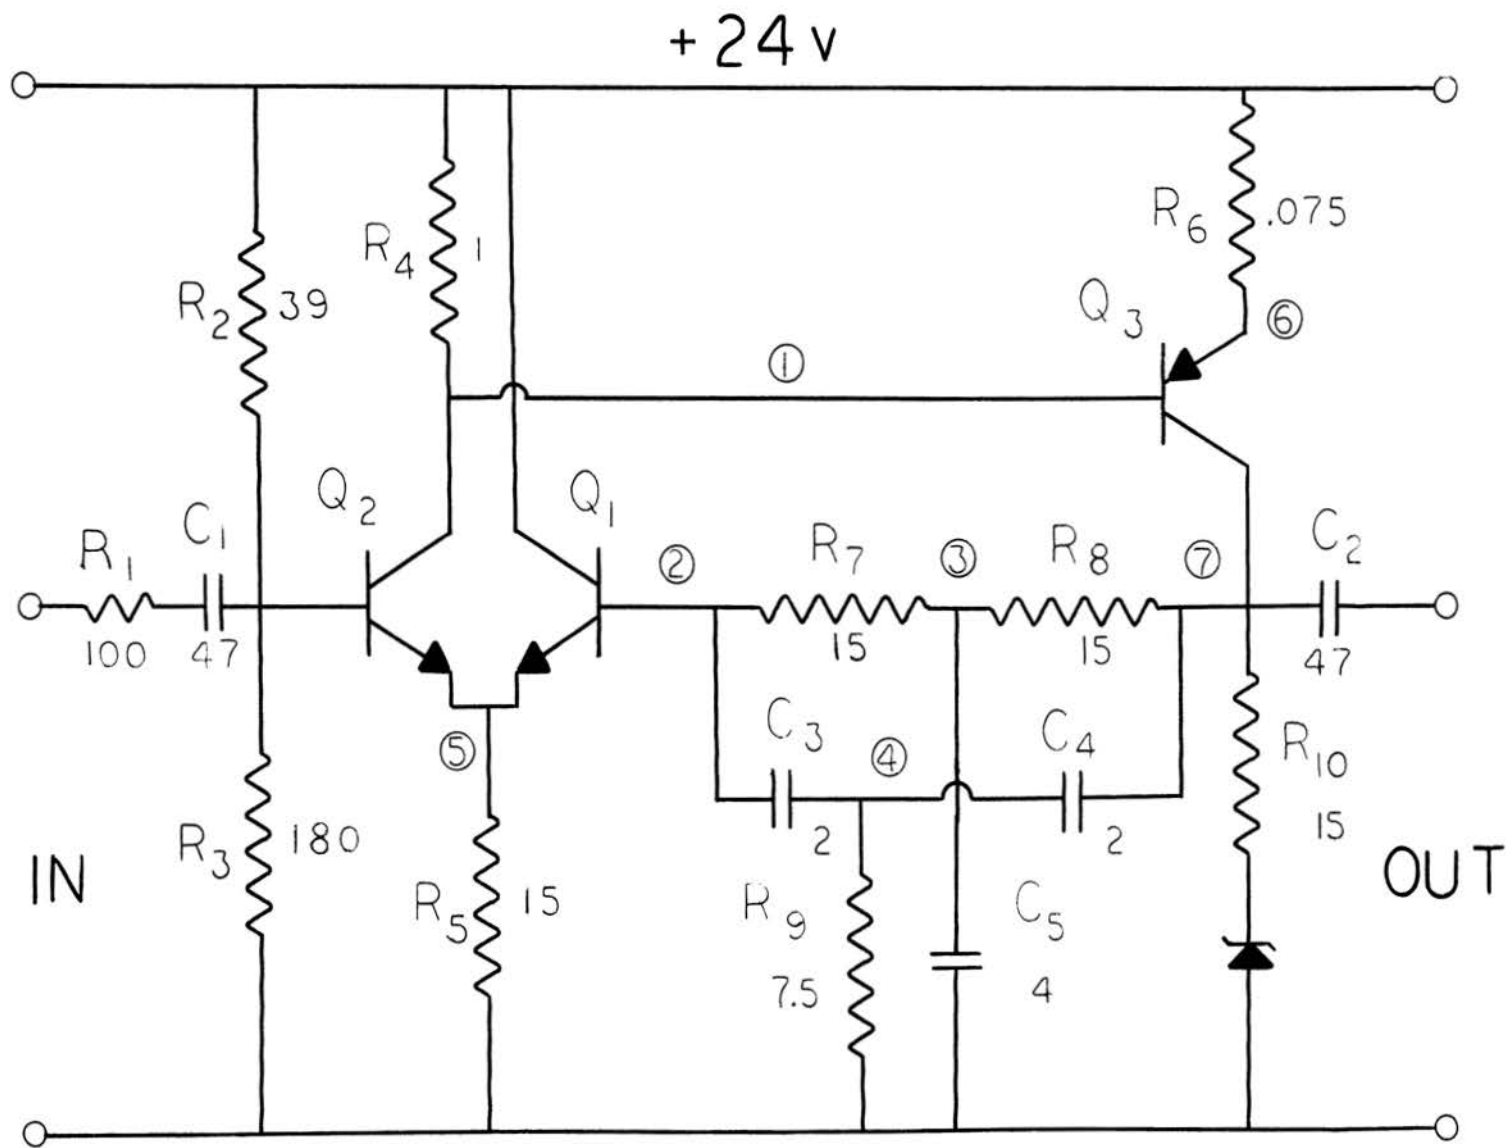 +24v
R6 .075
R4 1
Q3 ⑥
R2 39
①
Q2 Q1
R1 C1 ② R7 ③ R8 ⑦ C2
100 47 15 15 47
C3 ④ C4 R10
⑤ 2 2 15
IN R3 180 R5 15 R9 7.5 C5 4 OUT